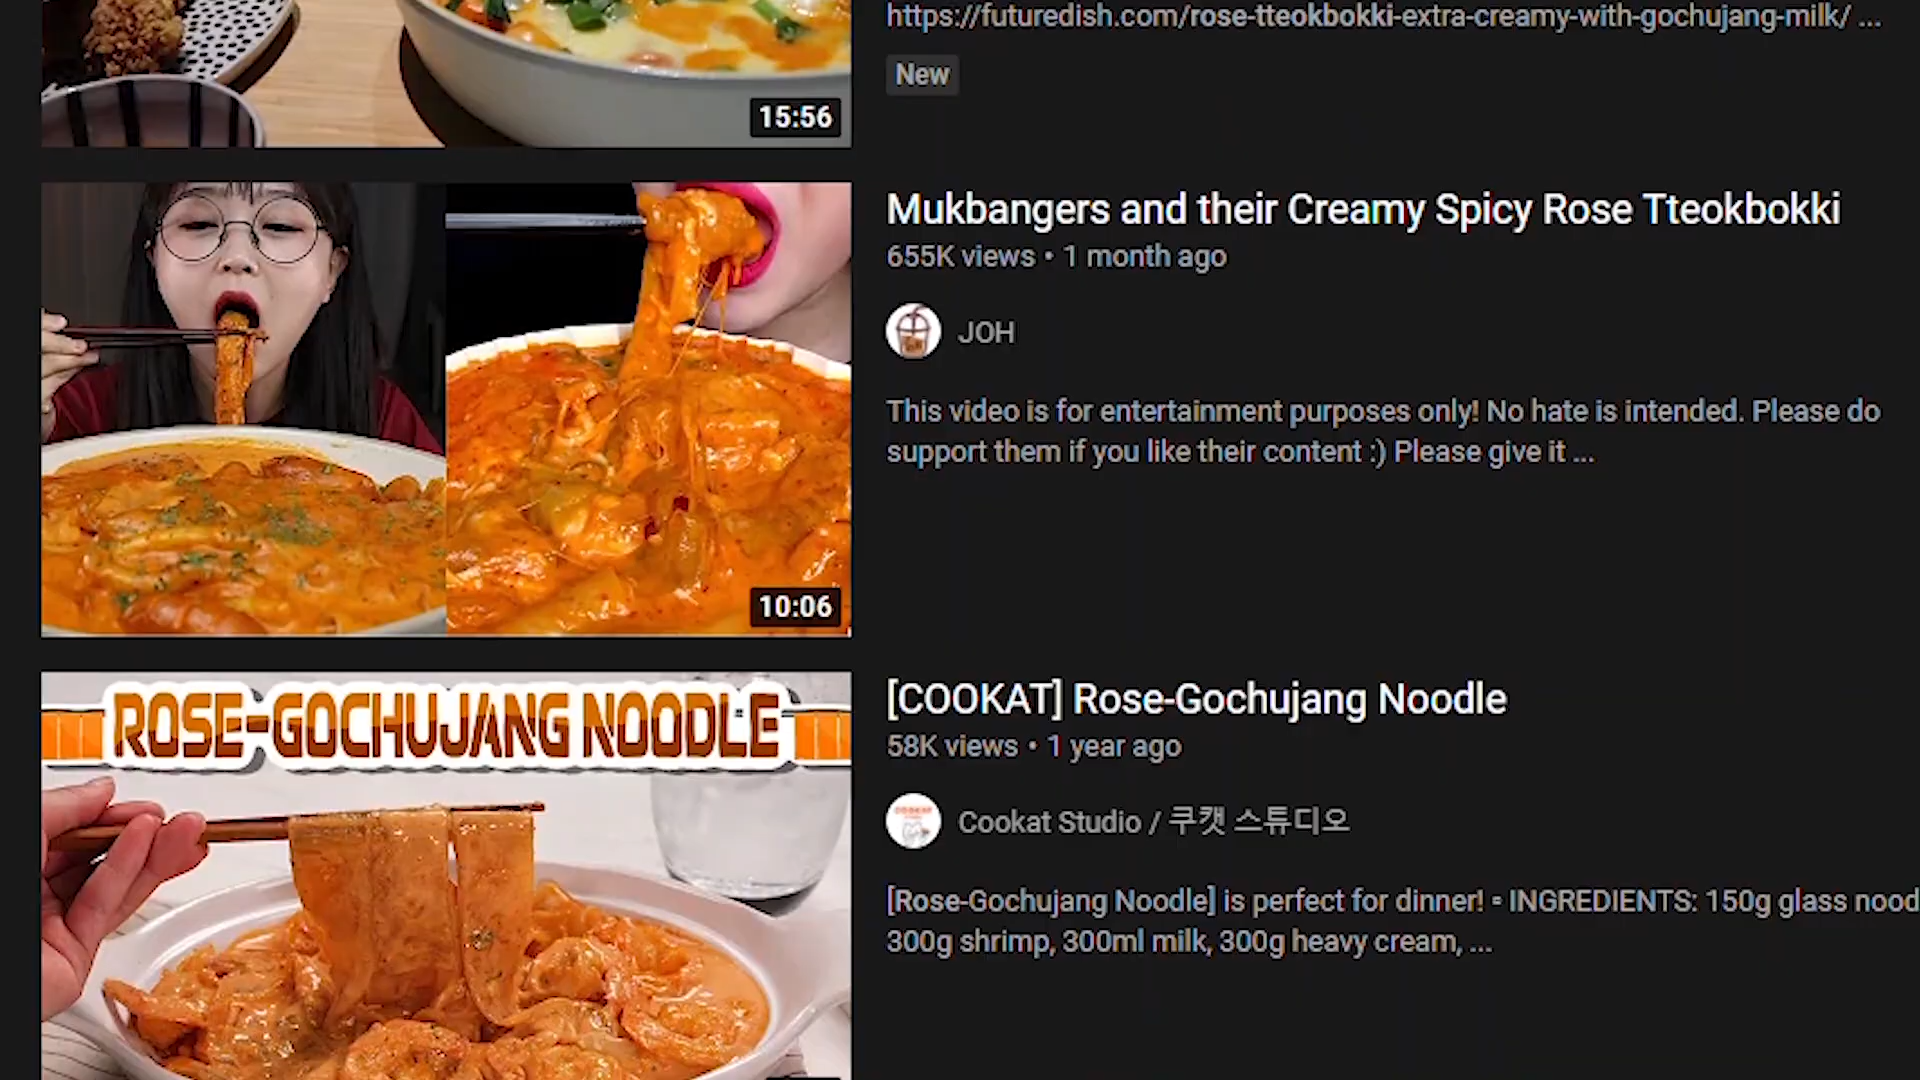 https://futuredish.com/rose-tteokbokki-extra-creamy-with-gochujang-milk/ ...
New
15:56
Mukbangers and their Creamy Spicy Rose Tteokbokki
655K views • 1 month ago
JOH
This video is for entertainment purposes only! No hate is intended. Please do
support them if you like their content :) Please give it ...
10:06
ROSE-GOCHUJANG NOODLE
[COOKAT] Rose-Gochujang Noodle
58K views • 1 year ago
Cookat Studio / 쿠캣 스튜디오
[Rose-Gochujang Noodle] is perfect for dinner! ▪ INGREDIENTS: 150g glass nood
300g shrimp, 300ml milk, 300g heavy cream, ...